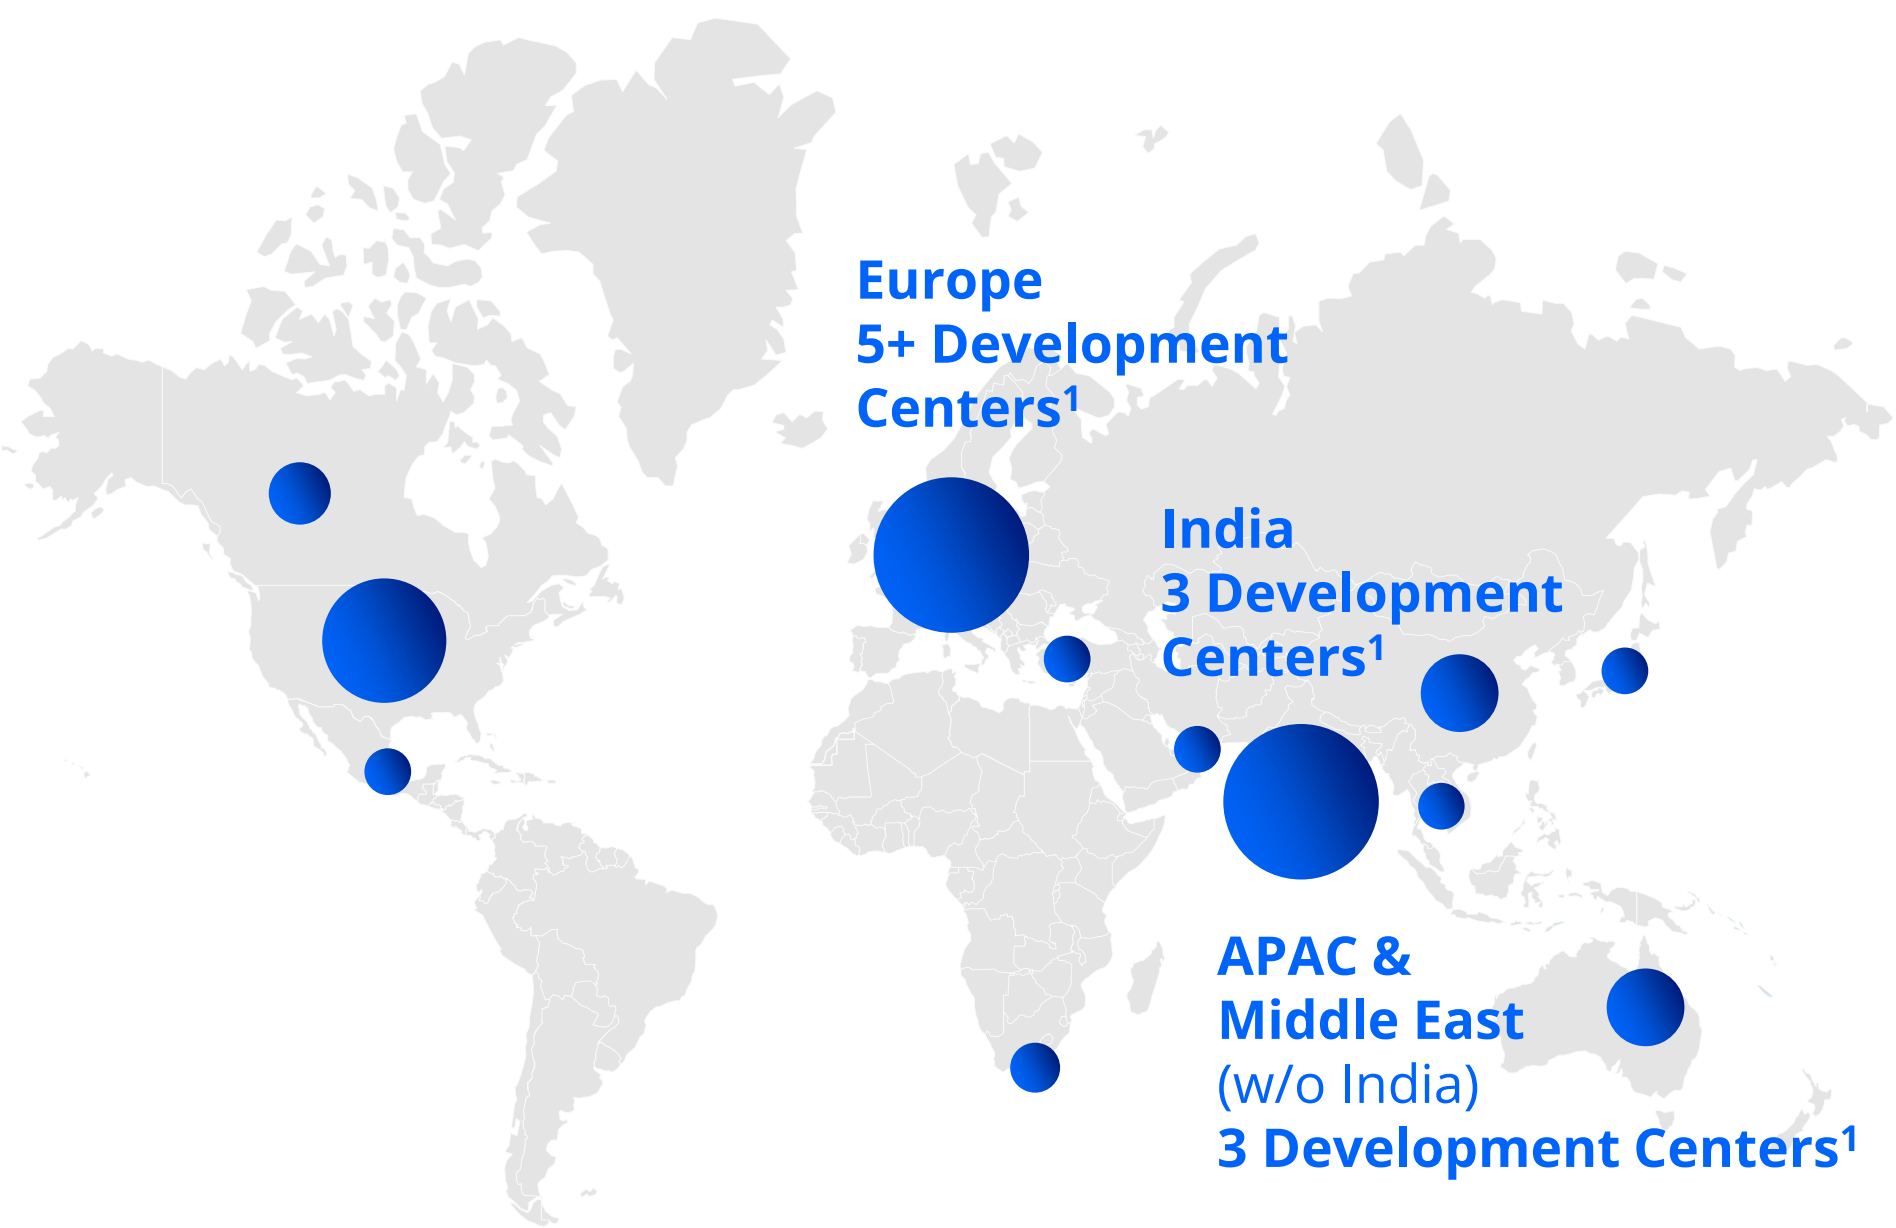 Europe
5+ Development
Centers¹
India
3 Development
Centers¹
APAC &
Middle East
(w/o India)
3 Development Centers¹